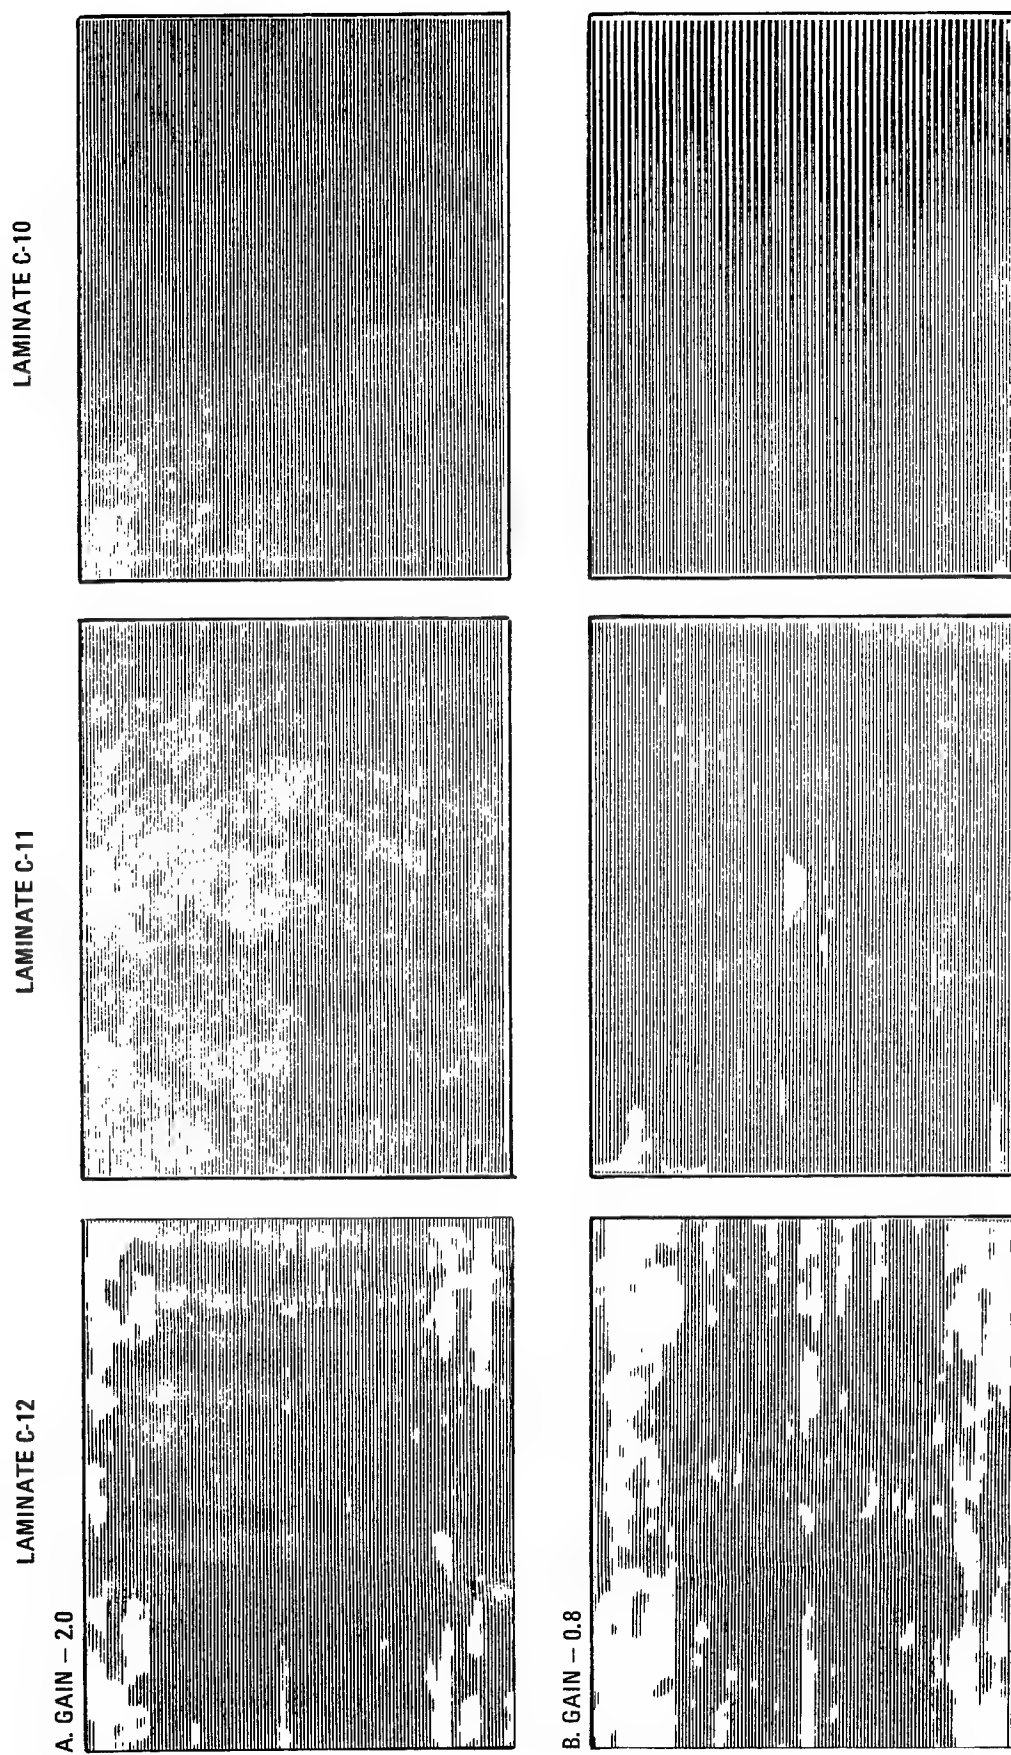 LAMINATE C-12
LAMINATE C-11
LAMINATE C-10
A. GAIN – 2.0
B. GAIN – 0.8